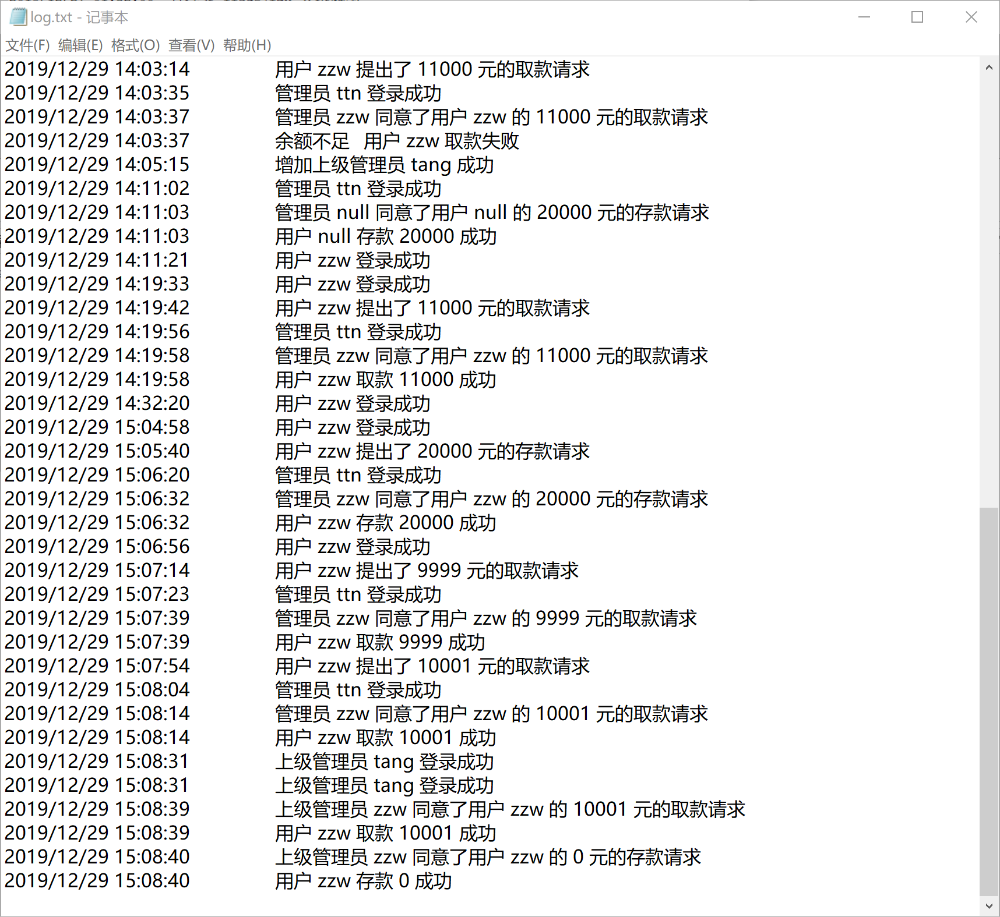 log.txt - 记事本
文件(F) 编辑(E) 格式(O) 查看(V) 帮助(H)
2019/12/29 14:03:14 用户 zzw 提出了 11000 元的取款请求
2019/12/29 14:03:35 管理员 ttn 登录成功
2019/12/29 14:03:37 管理员 zzw 同意了用户 zzw 的 11000 元的取款请求
2019/12/29 14:03:37 余额不足 用户 zzw 取款失败
2019/12/29 14:05:15 增加上级管理员 tang 成功
2019/12/29 14:11:02 管理员 ttn 登录成功
2019/12/29 14:11:03 管理员 null 同意了用户 null 的 20000 元的存款请求
2019/12/29 14:11:03 用户 null 存款 20000 成功
2019/12/29 14:11:21 用户 zzw 登录成功
2019/12/29 14:19:33 用户 zzw 登录成功
2019/12/29 14:19:42 用户 zzw 提出了 11000 元的取款请求
2019/12/29 14:19:56 管理员 ttn 登录成功
2019/12/29 14:19:58 管理员 zzw 同意了用户 zzw 的 11000 元的取款请求
2019/12/29 14:19:58 用户 zzw 取款 11000 成功
2019/12/29 14:32:20 用户 zzw 登录成功
2019/12/29 15:04:58 用户 zzw 登录成功
2019/12/29 15:05:40 用户 zzw 提出了 20000 元的存款请求
2019/12/29 15:06:20 管理员 ttn 登录成功
2019/12/29 15:06:32 管理员 zzw 同意了用户 zzw 的 20000 元的存款请求
2019/12/29 15:06:32 用户 zzw 存款 20000 成功
2019/12/29 15:06:56 用户 zzw 登录成功
2019/12/29 15:07:14 用户 zzw 提出了 9999 元的取款请求
2019/12/29 15:07:23 管理员 ttn 登录成功
2019/12/29 15:07:39 管理员 zzw 同意了用户 zzw 的 9999 元的取款请求
2019/12/29 15:07:39 用户 zzw 取款 9999 成功
2019/12/29 15:07:54 用户 zzw 提出了 10001 元的取款请求
2019/12/29 15:08:04 管理员 ttn 登录成功
2019/12/29 15:08:14 管理员 zzw 同意了用户 zzw 的 10001 元的取款请求
2019/12/29 15:08:14 用户 zzw 取款 10001 成功
2019/12/29 15:08:31 上级管理员 tang 登录成功
2019/12/29 15:08:31 上级管理员 tang 登录成功
2019/12/29 15:08:39 上级管理员 zzw 同意了用户 zzw 的 10001 元的取款请求
2019/12/29 15:08:39 用户 zzw 取款 10001 成功
2019/12/29 15:08:40 上级管理员 zzw 同意了用户 zzw 的 0 元的存款请求
2019/12/29 15:08:40 用户 zzw 存款 0 成功